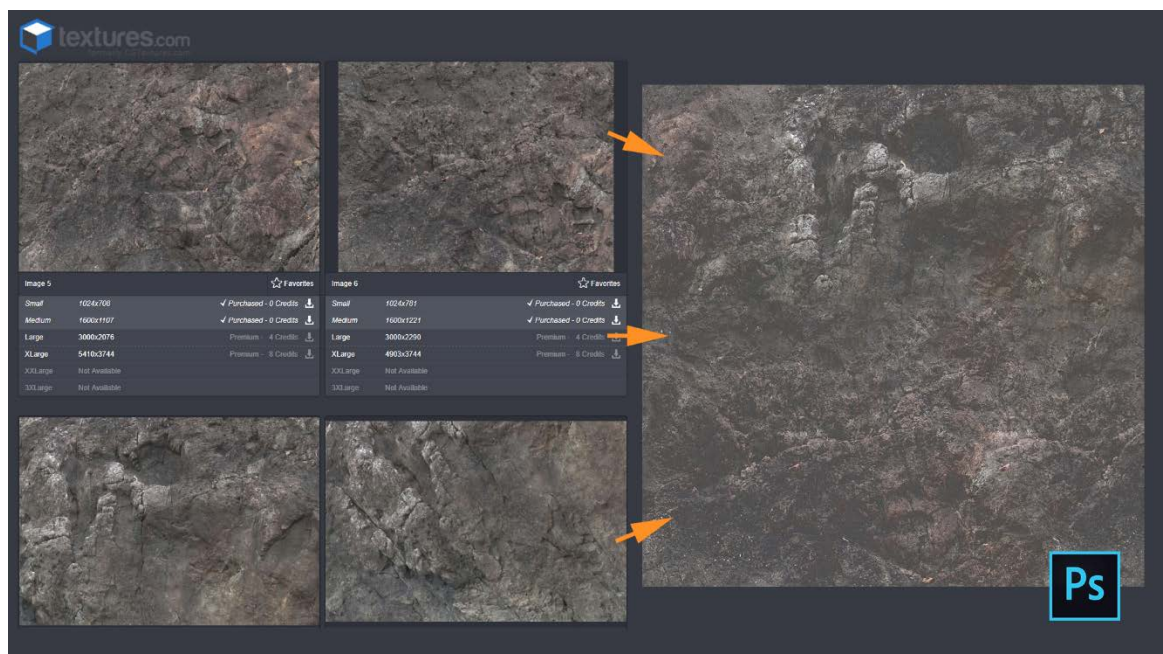 textures.com
formerly CGTextures.com
Image 5 Favorites
Small 1024x708 √ Purchased - 0 Credits
Medium 1600x1107 √ Purchased - 0 Credits
Large 3000x2076 Premium - 4 Credits
XLarge 5410x3744 Premium - 8 Credits
XXLarge Not Available
3XLarge Not Available
Image 6 Favorites
Small 1024x781 √ Purchased - 0 Credits
Medium 1600x1221 √ Purchased - 0 Credits
Large 3000x2290 Premium - 4 Credits
XLarge 4903x3744 Premium - 8 Credits
XXLarge Not Available
3XLarge Not Available
Ps